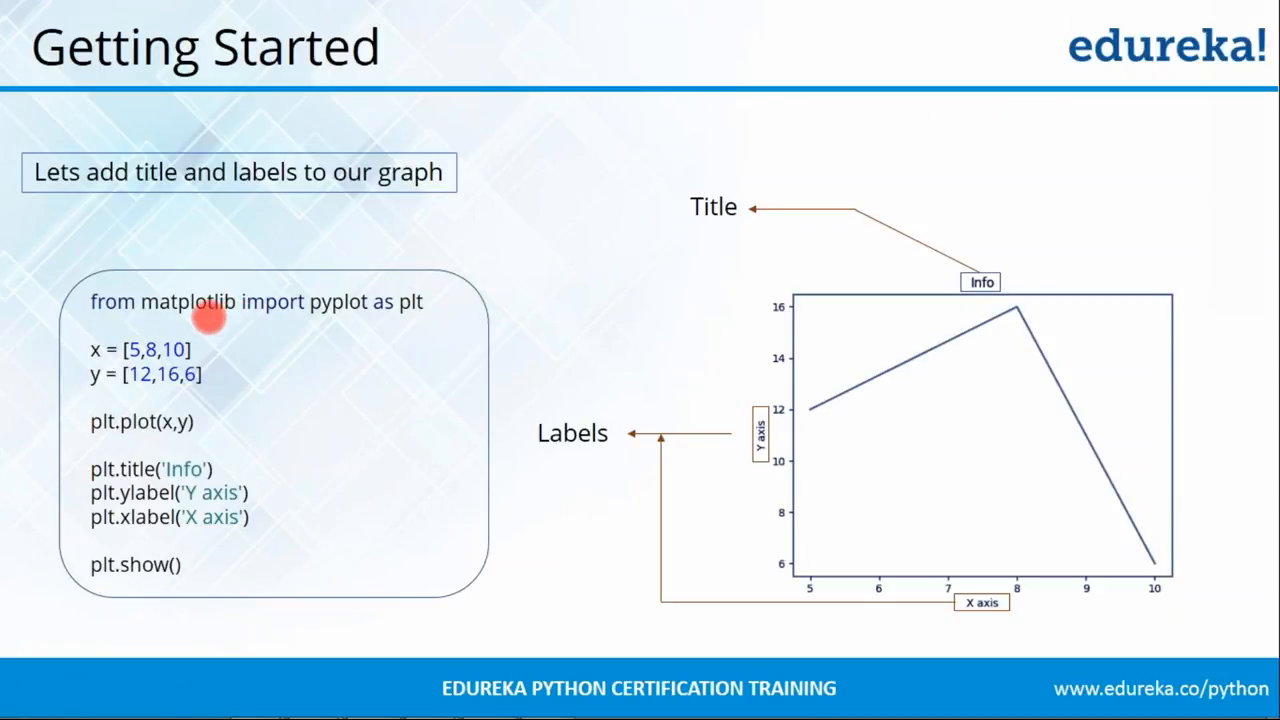 Getting Started
edureka!
Lets add title and labels to our graph
from matplotlib import pyplot as plt
x = [5,8,10]
y = [12,16,6]
plt.plot(x,y)
plt.title('Info')
plt.ylabel('Y axis')
plt.xlabel('X axis')
plt.show()
Title
Labels
Info
16
14
12
10
8
6
Y axis
5 6 7 8 9 10
X axis
EDUREKA PYTHON CERTIFICATION TRAINING
www.edureka.co/python